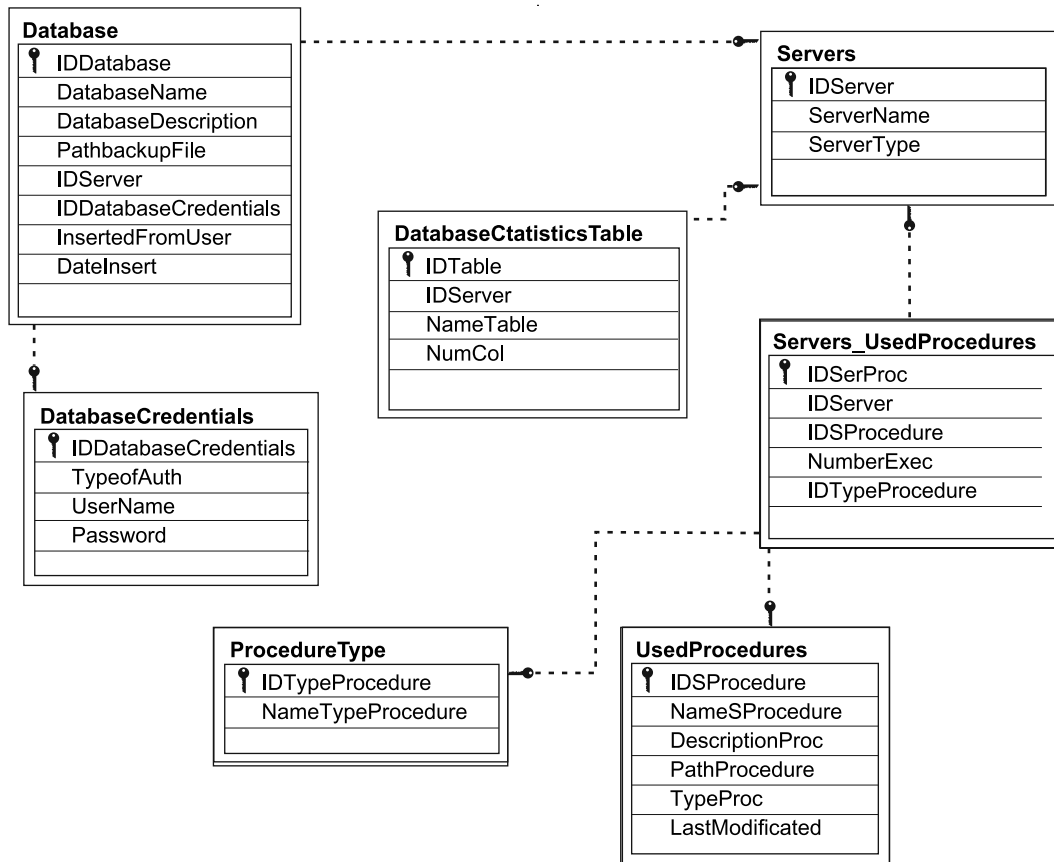 Database
IDDatabase
DatabaseName
DatabaseDescription
PathbackupFile
IDServer
IDDatabaseCredentials
InsertedFromUser
DateInsert
Servers
IDServer
ServerName
ServerType
DatabaseCtatisticsTable
IDTable
IDServer
NameTable
NumCol
Servers_UsedProcedures
IDSerProc
IDServer
IDSProcedure
NumberExec
IDTypeProcedure
DatabaseCredentials
IDDatabaseCredentials
TypeofAuth
UserName
Password
ProcedureType
IDTypeProcedure
NameTypeProcedure
UsedProcedures
IDSProcedure
NameSProcedure
DescriptionProc
PathProcedure
TypeProc
LastModificated